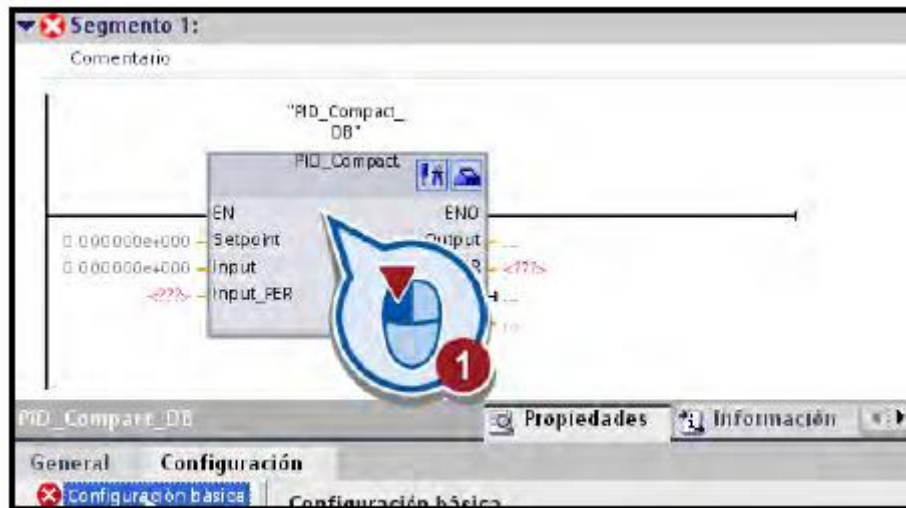 Segmento 1:
Comentario
"PID_Compact_
DB"
PID_Compact
EN ENO
0.000000e+000 Setpoint Output ...
0.000000e+000 Input R <???>
<???> Input_PER ...
...
1
PID_Compact_DB Propiedades Información
General Configuración
Configuración básica Configuración básica